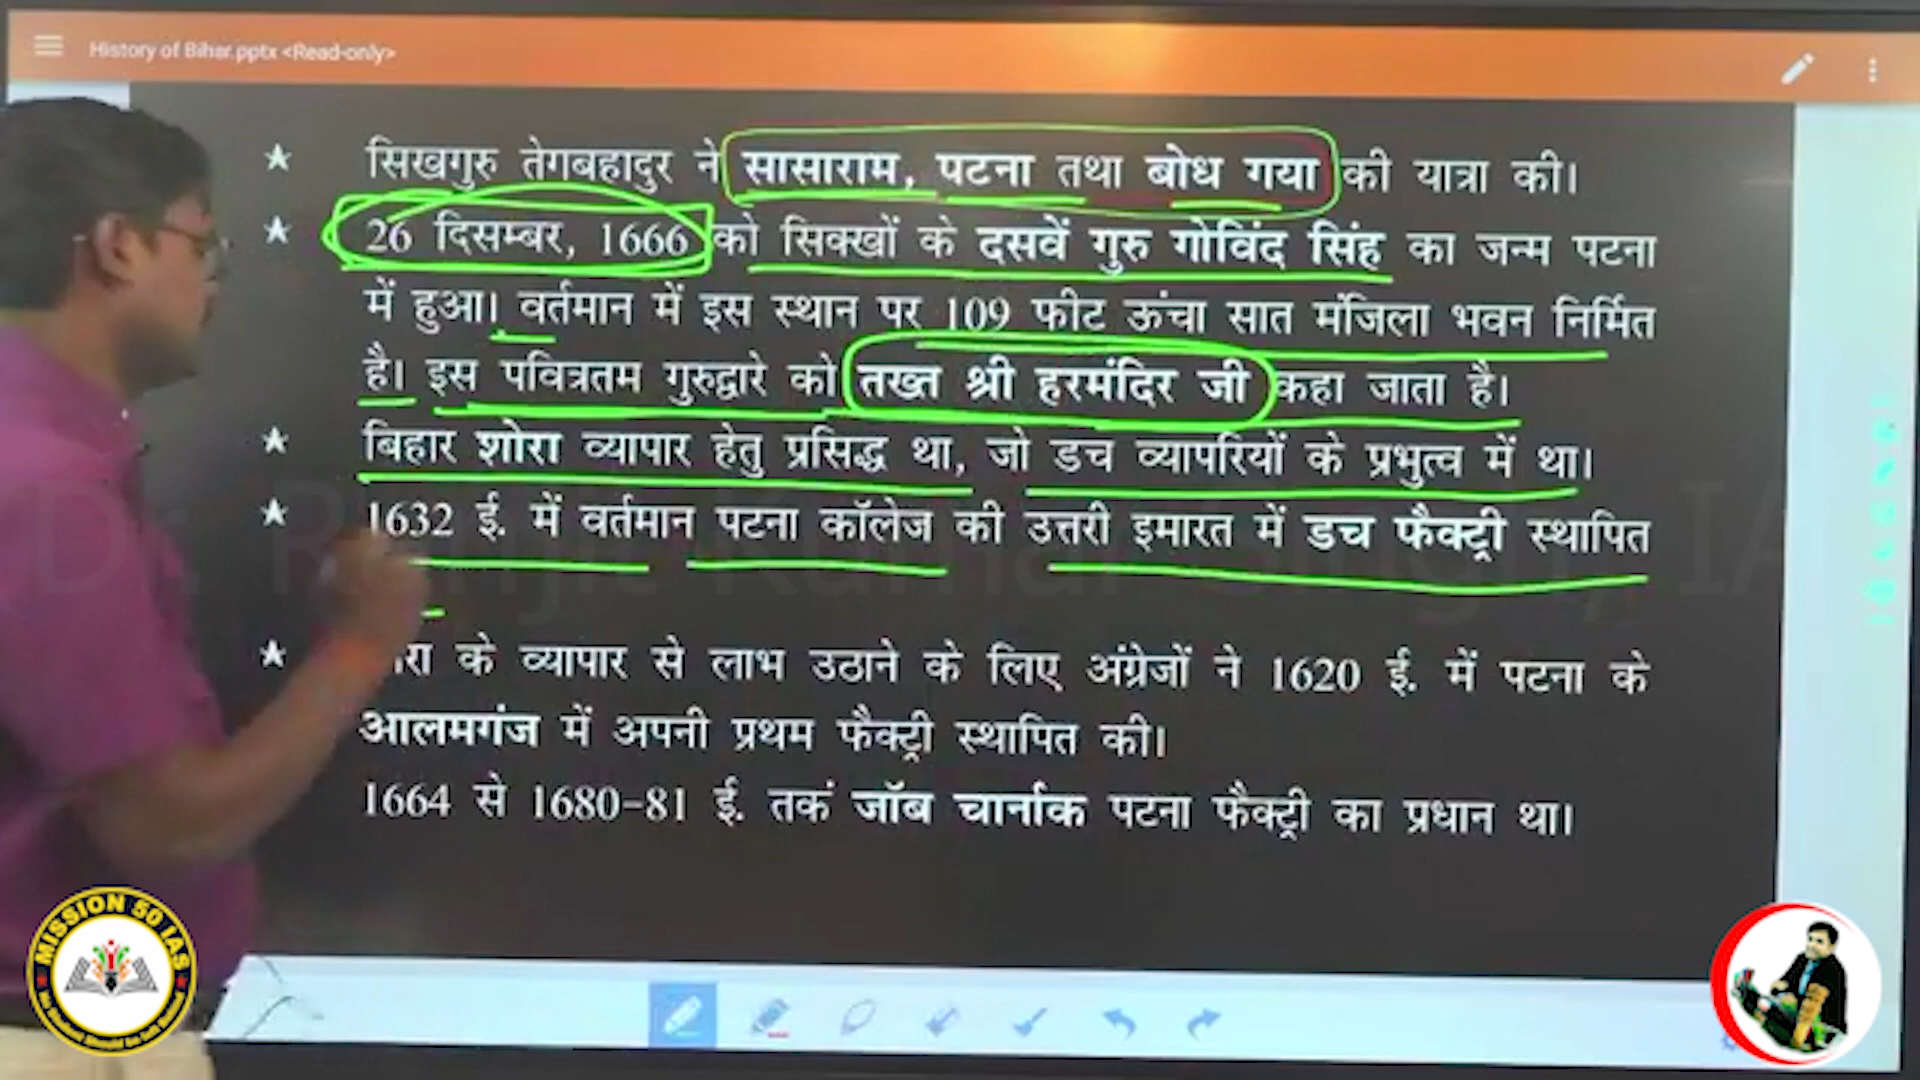 History of Bihar.pptx <Read-only>
★ सिखगुरु तेगबहादुर ने सासाराम, पटना तथा बोध गया की यात्रा की।
★ 26 दिसम्बर, 1666 को सिक्खों के दसवें गुरु गोविंद सिंह का जन्म पटना
में हुआ। वर्तमान में इस स्थान पर 109 फीट ऊंचा सात मंजिला भवन निर्मित
है। इस पवित्रतम गुरुद्वारे को तख्त श्री हरमंदिर जी कहा जाता है।
★ बिहार शोरा व्यापार हेतु प्रसिद्ध था, जो डच व्यापरियों के प्रभुत्व में था।
★ 1632 ई. में वर्तमान पटना कॉलेज की उत्तरी इमारत में डच फैक्ट्री स्थापित
★ के व्यापार से लाभ उठाने के लिए अंग्रेजों ने 1620 ई. में पटना के
आलमगंज में अपनी प्रथम फैक्ट्री स्थापित की।
1664 से 1680-81 ई. तकं जॉब चार्नाक पटना फैक्ट्री का प्रधान था।
MISSION 50 IAS